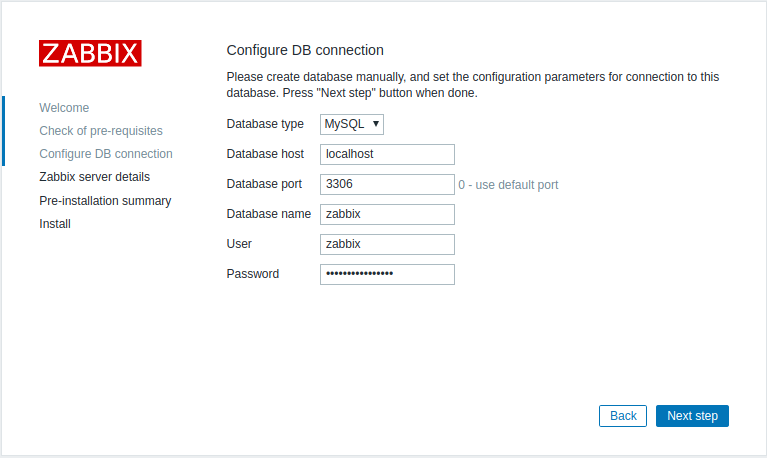 ZABBIX
Welcome
Check of pre-requisites
Configure DB connection
Zabbix server details
Pre-installation summary
Install
Configure DB connection
Please create database manually, and set the configuration parameters for connection to this
database. Press "Next step" button when done.
Database type MySQL ▼
Database host localhost
Database port 3306 0 - use default port
Database name zabbix
User zabbix
Password ••••••••••••••••
Back Next step